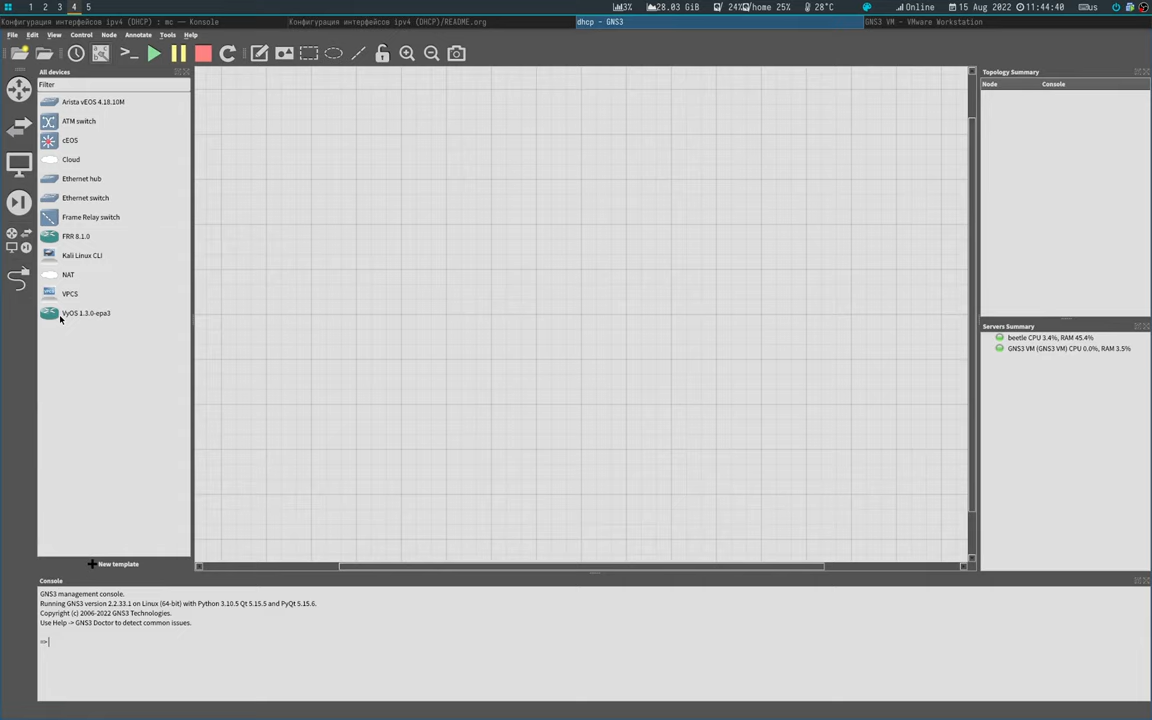 1 2 3 4 5 3% 28.03 GiB 24% /home 25% 28°C Online 15 Aug 2022 11:44:40 us
Конфигурация интерфейсов ipv4 (DHCP) : mc — Konsole
Конфигурация интерфейсов ipv4 (DHCP)/README.org
dhcp - GNS3
GNS3 VM - VMware Workstation
File Edit View Control Node Annotate Tools Help
All devices
Filter
Arista vEOS 4.18.10M
ATM switch
cEOS
Cloud
Ethernet hub
Ethernet switch
Frame Relay switch
FRR 8.1.0
Kali Linux CLI
NAT
VPCS
VyOS 1.3.0-epa3
New template
Topology Summary
Node Console
Servers Summary
beetle CPU 3.4%, RAM 45.4%
GNS3 VM (GNS3 VM) CPU 0.0%, RAM 3.5%
Console
GNS3 management console.
Running GNS3 version 2.2.33.1 on Linux (64-bit) with Python 3.10.5 Qt 5.15.5 and PyQt 5.15.6.
Copyright (c) 2006-2022 GNS3 Technologies.
Use Help -> GNS3 Doctor to detect common issues.
=>